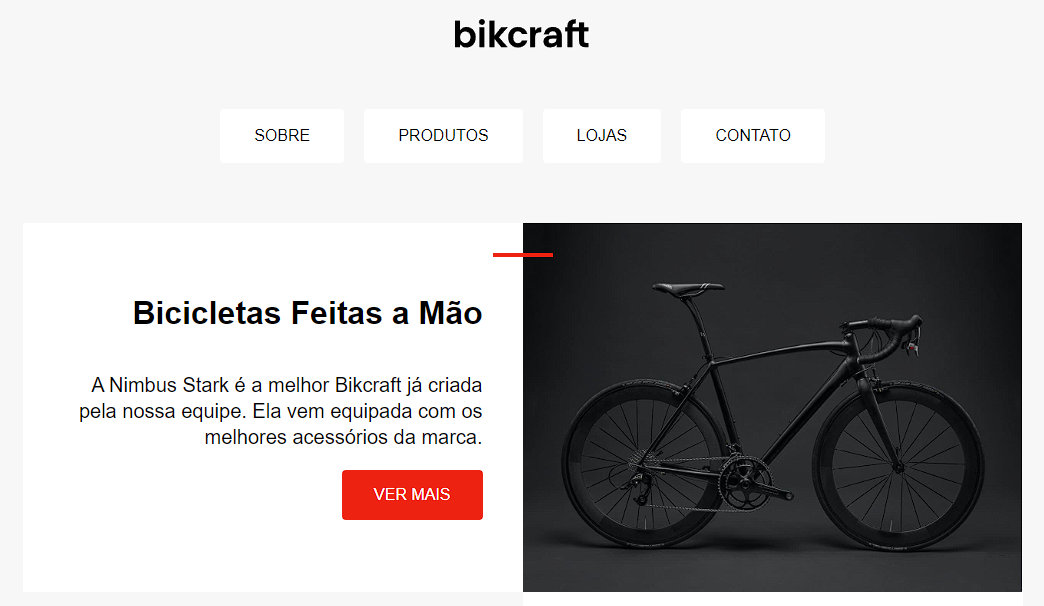 bikcraft
SOBRE PRODUTOS LOJAS CONTATO
Bicicletas Feitas a Mão
A Nimbus Stark é a melhor Bikcraft já criada
pela nossa equipe. Ela vem equipada com os
melhores acessórios da marca.
VER MAIS